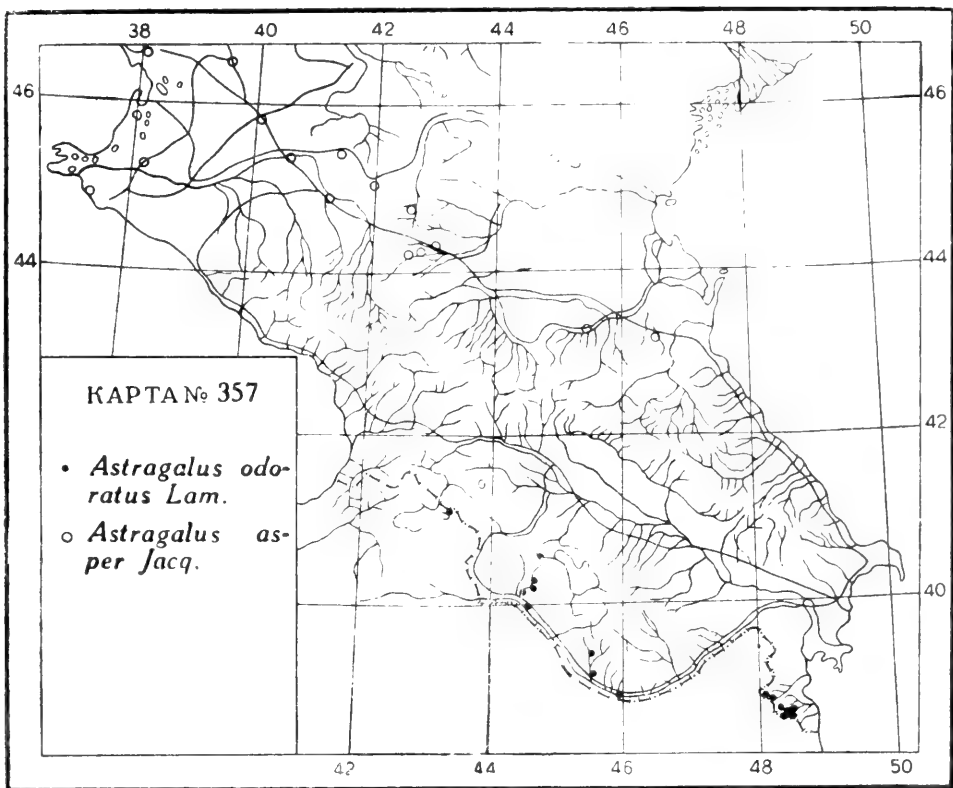 38 40 42 44 46 48 50
46 46
44 44
42
40
КАРТА № 357
• Astragalus odo-
ratus Lam.
○ Astragalus as-
per Jacq.
42 44 46 48 50